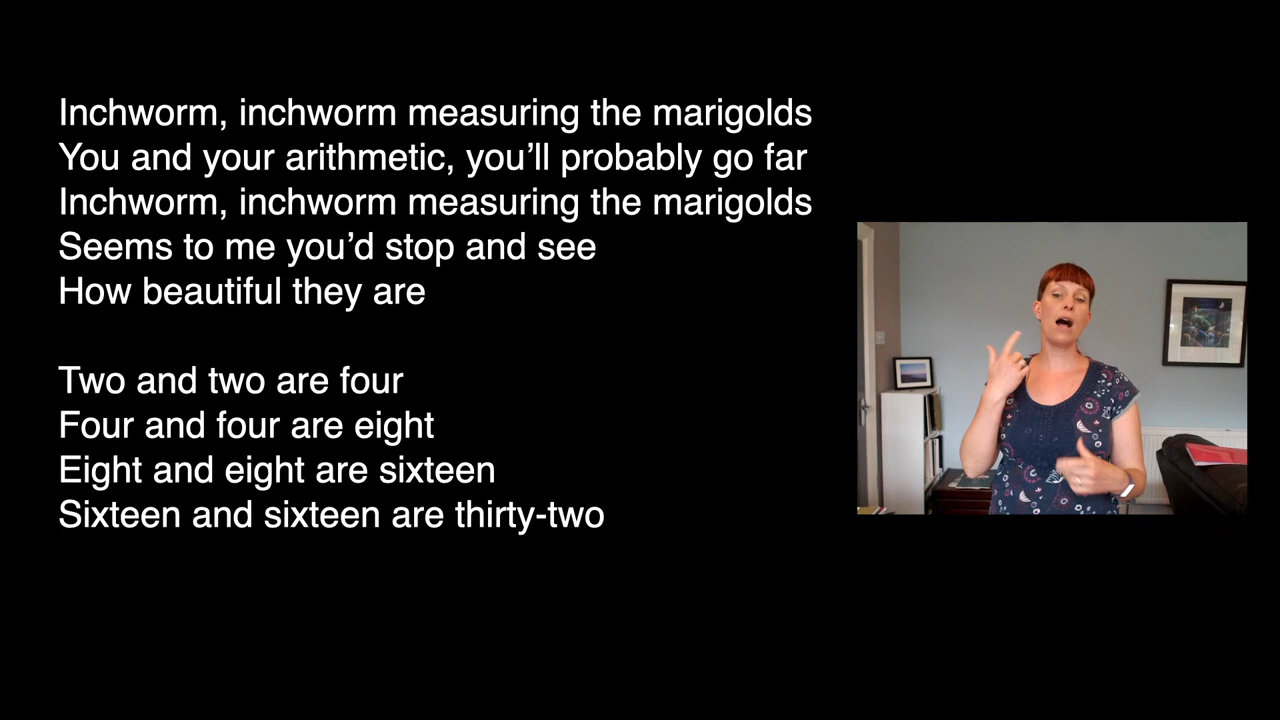 Inchworm, inchworm measuring the marigolds
You and your arithmetic, you’ll probably go far
Inchworm, inchworm measuring the marigolds
Seems to me you’d stop and see
How beautiful they are
Two and two are four
Four and four are eight
Eight and eight are sixteen
Sixteen and sixteen are thirty-two